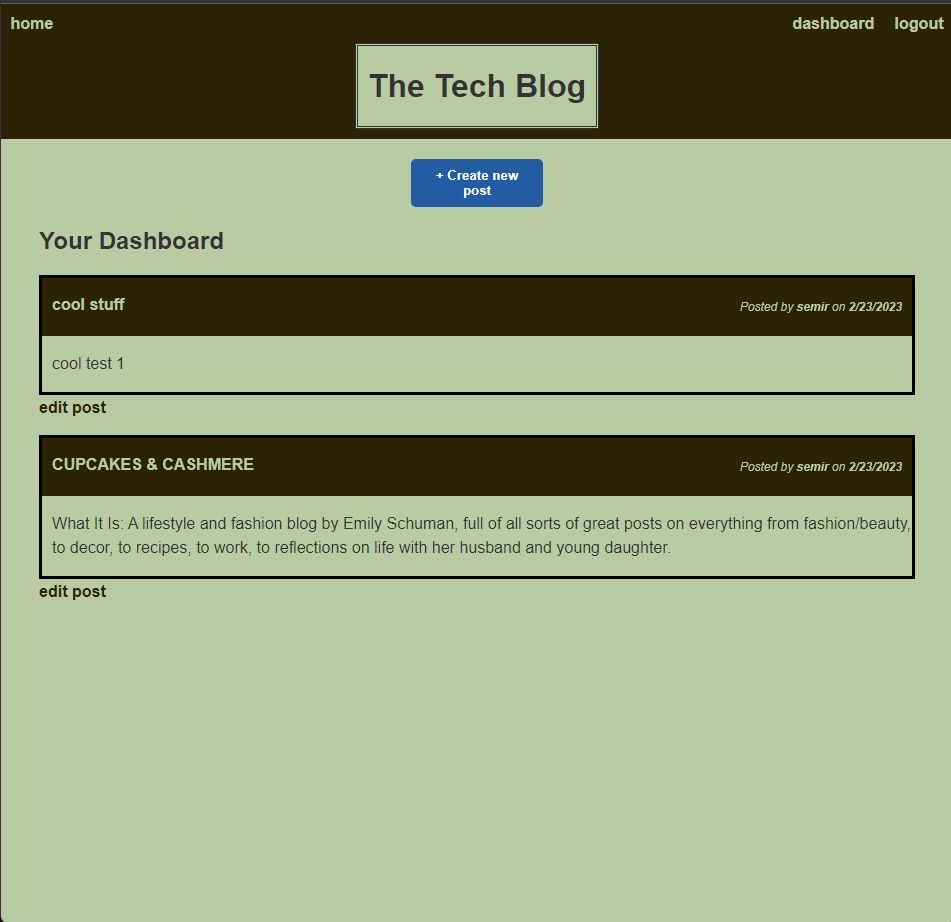 home dashboard logout
The Tech Blog
+ Create new
post
Your Dashboard
cool stuff Posted by semir on 2/23/2023
cool test 1
edit post
CUPCAKES & CASHMERE Posted by semir on 2/23/2023
What It Is: A lifestyle and fashion blog by Emily Schuman, full of all sorts of great posts on everything from fashion/beauty,
to decor, to recipes, to work, to reflections on life with her husband and young daughter.
edit post